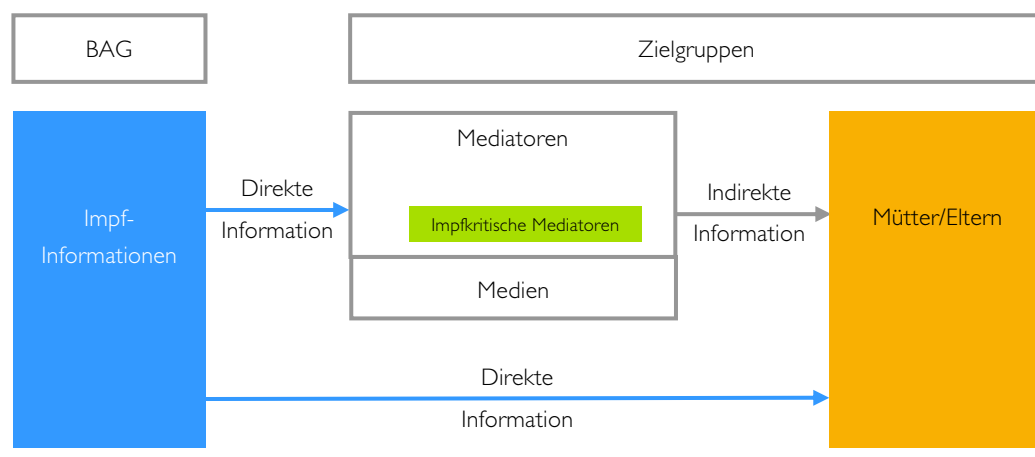 BAG
Zielgruppen
Impf-
Informationen
Direkte
Information
Mediatoren
Impfkritische Mediatoren
Medien
Indirekte
Information
Mütter/Eltern
Direkte
Information